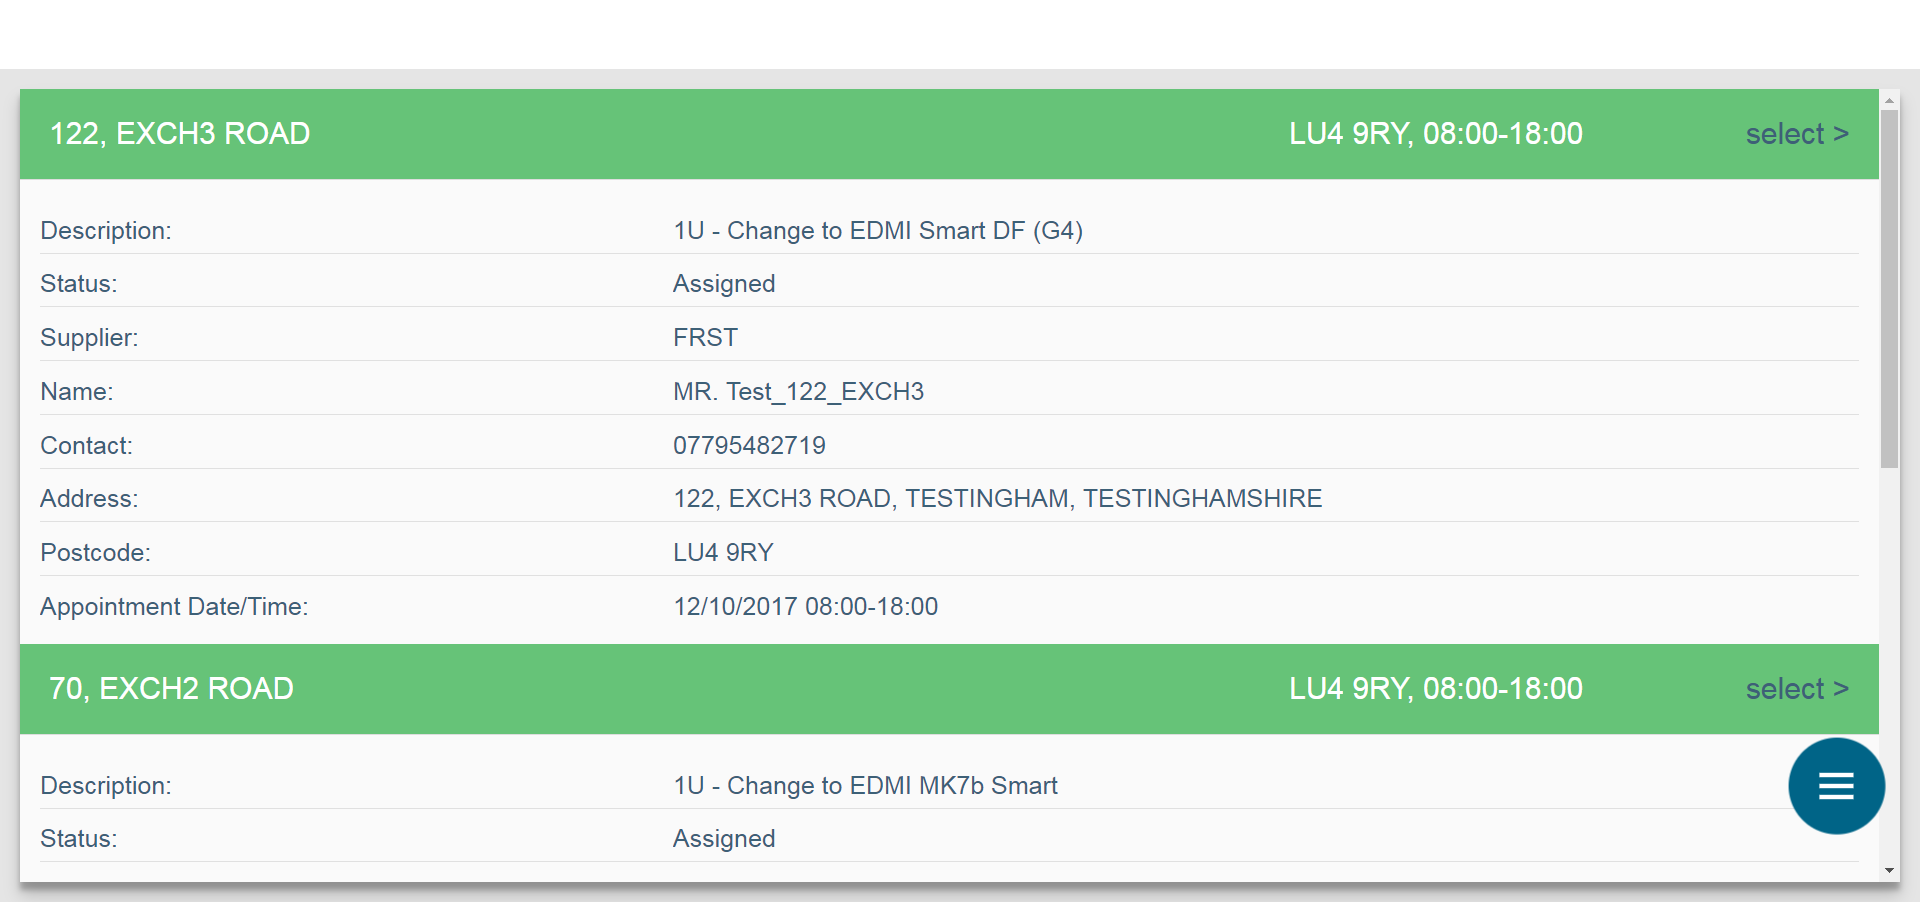 122, EXCH3 ROAD LU4 9RY, 08:00-18:00 select >
Description: 1U - Change to EDMI Smart DF (G4)
Status: Assigned
Supplier: FRST
Name: MR. Test_122_EXCH3
Contact: 07795482719
Address: 122, EXCH3 ROAD, TESTINGHAM, TESTINGHAMSHIRE
Postcode: LU4 9RY
Appointment Date/Time: 12/10/2017 08:00-18:00
70, EXCH2 ROAD LU4 9RY, 08:00-18:00 select >
Description: 1U - Change to EDMI MK7b Smart
Status: Assigned